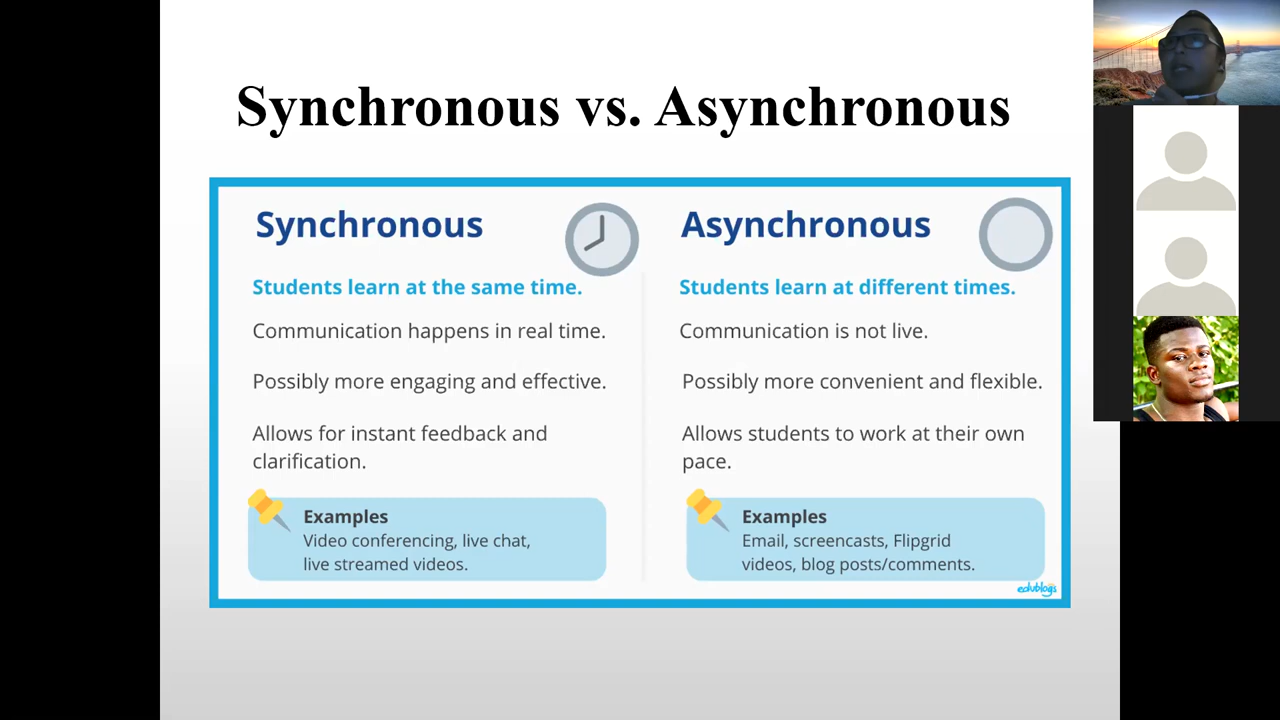 Synchronous vs. Asynchronous
Synchronous
Students learn at the same time.
Communication happens in real time.
Possibly more engaging and effective.
Allows for instant feedback and
clarification.
Examples
Video conferencing, live chat,
live streamed videos.
Asynchronous
Students learn at different times.
Communication is not live.
Possibly more convenient and flexible.
Allows students to work at their own
pace.
Examples
Email, screencasts, Flipgrid
videos, blog posts/comments.
edublogs